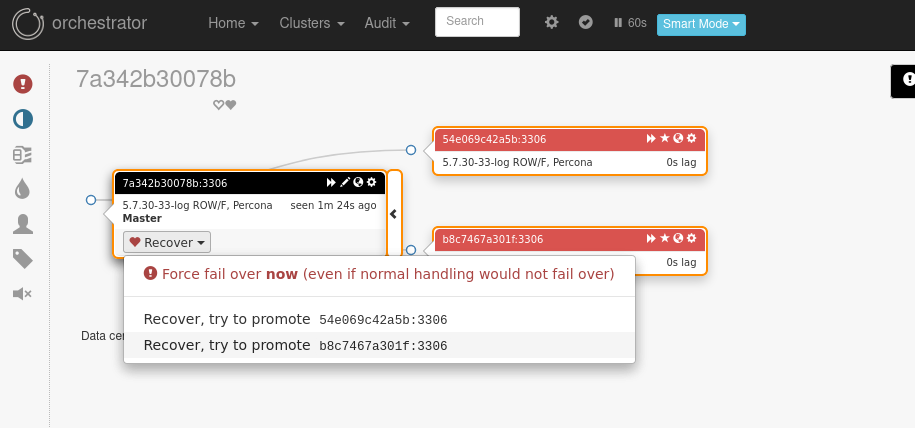 orchestrator Home Clusters Audit Search 60s Smart Mode
7a342b30078b
54e069c42a5b:3306
5.7.30-33-log ROW/F, Percona 0s lag
7a342b30078b:3306
5.7.30-33-log ROW/F, Percona seen 1m 24s ago
Master
Recover
b8c7467a301f:3306
0s lag
Force fail over now (even if normal handling would not fail over)
Recover, try to promote 54e069c42a5b:3306
Data cen
Recover, try to promote b8c7467a301f:3306